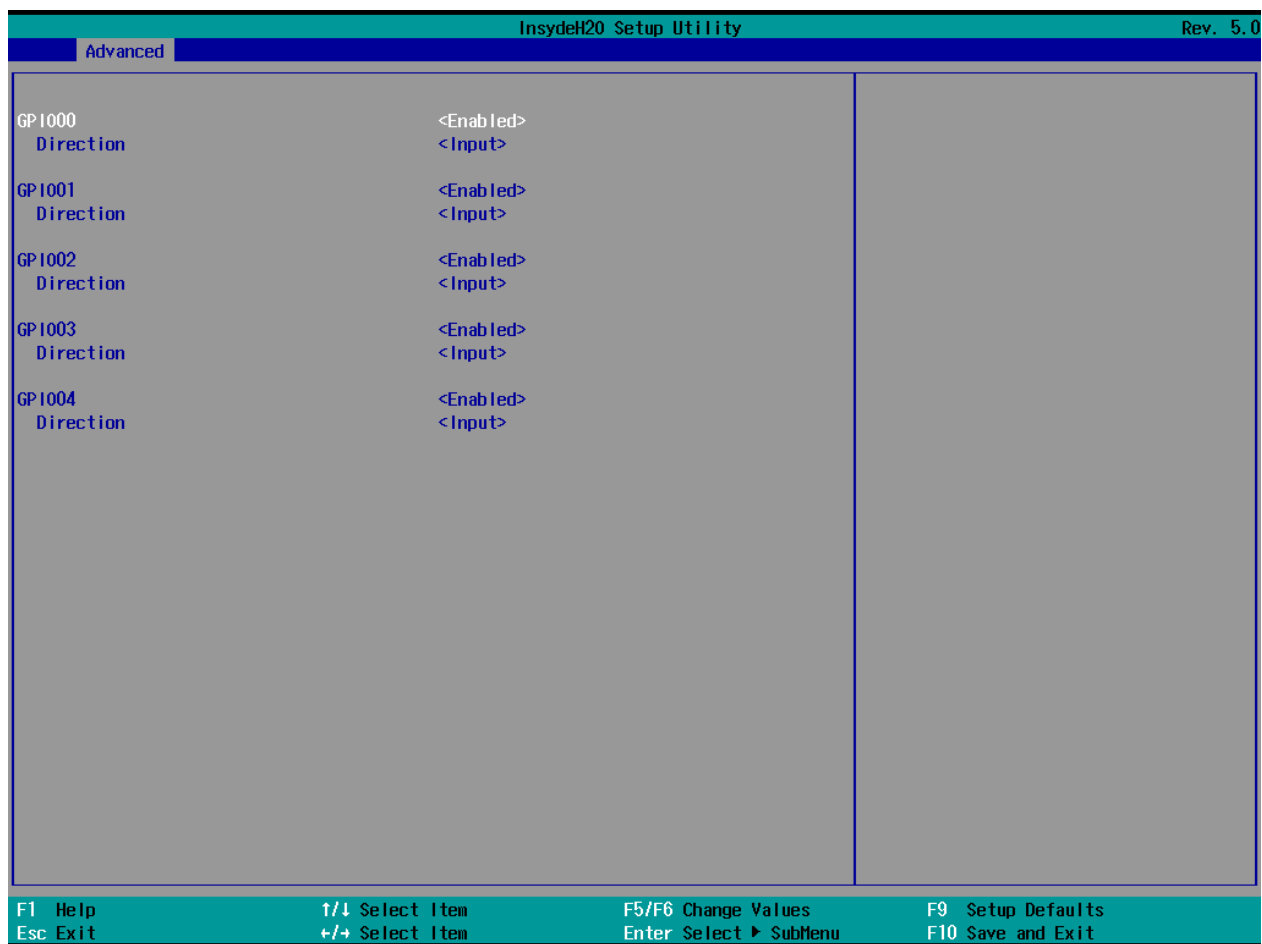 InsydeH2O Setup Utility Rev. 5.0
Advanced
GPIO00 <Enabled>
Direction <Input>
GPIO01 <Enabled>
Direction <Input>
GPIO02 <Enabled>
Direction <Input>
GPIO03 <Enabled>
Direction <Input>
GPIO04 <Enabled>
Direction <Input>
F1 Help ↑/↓ Select Item F5/F6 Change Values F9 Setup Defaults
Esc Exit ←/→ Select Item Enter Select ▶ SubMenu F10 Save and Exit